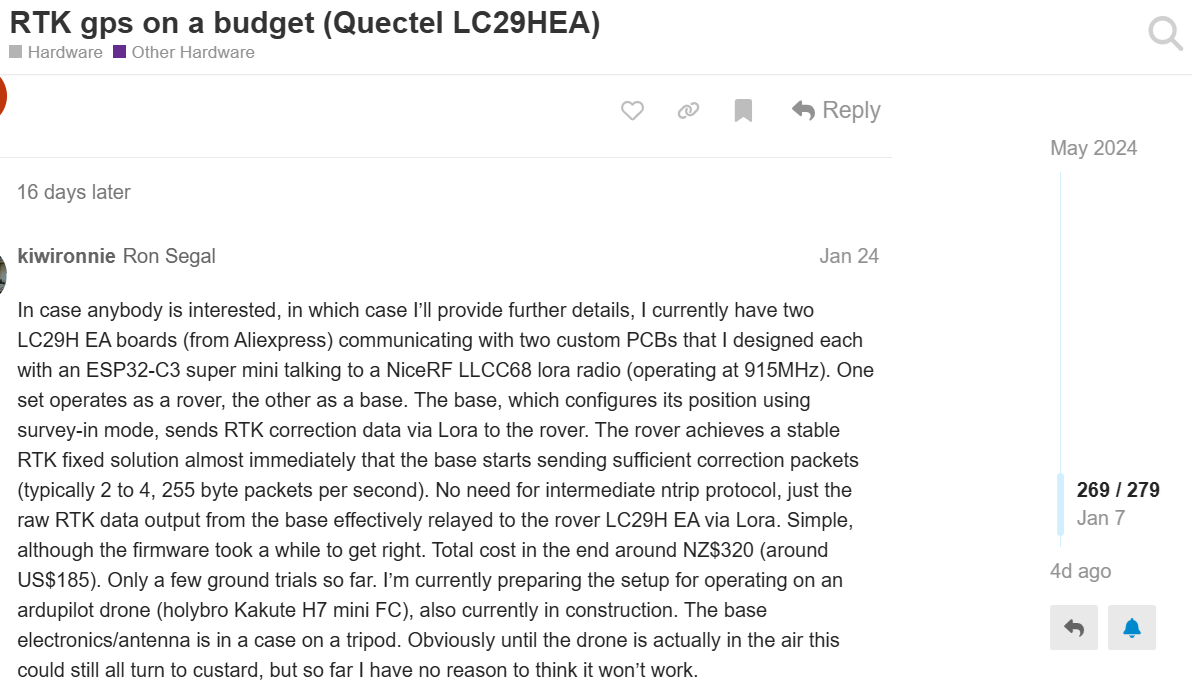 RTK gps on a budget (Quectel LC29HEA)
Hardware Other Hardware
Reply
May 2024
16 days later
kiwironnie Ron Segal Jan 24
In case anybody is interested, in which case I’ll provide further details, I currently have two
LC29H EA boards (from Aliexpress) communicating with two custom PCBs that I designed each
with an ESP32-C3 super mini talking to a NiceRF LLCC68 lora radio (operating at 915MHz). One
set operates as a rover, the other as a base. The base, which configures its position using
survey-in mode, sends RTK correction data via Lora to the rover. The rover achieves a stable
RTK fixed solution almost immediately that the base starts sending sufficient correction packets
(typically 2 to 4, 255 byte packets per second). No need for intermediate ntrip protocol, just the
raw RTK data output from the base effectively relayed to the rover LC29H EA via Lora. Simple,
although the firmware took a while to get right. Total cost in the end around NZ$320 (around
US$185). Only a few ground trials so far. I’m currently preparing the setup for operating on an
ardupilot drone (holybro Kakute H7 mini FC), also currently in construction. The base
electronics/antenna is in a case on a tripod. Obviously until the drone is actually in the air this
could still all turn to custard, but so far I have no reason to think it won’t work.
269 / 279
Jan 7
4d ago